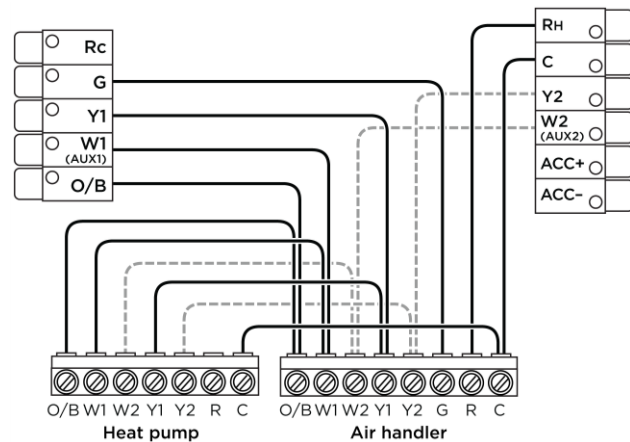 Rc
G
Y1
W1
(AUX1)
O/B
RH
C
Y2
W2
(AUX2)
ACC+
ACC-
O/B W1 W2 Y1 Y2 R C
Heat pump
O/B W1 W2 Y1 Y2 G R C
Air handler